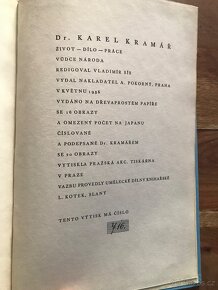 Dr. KAREL KRAMÁŘ
ŽIVOT – DÍLO – PRÁCE
VŮDCE NÁRODA
REDIGOVAL VLADIMÍR SÍS
VYDAL NAKLADATEL A. POKORNÝ, PRAHA
V KVĚTNU 1936
VYDÁNO NA DŘEVAPROSTÉM PAPÍŘE
SE 16 OBRAZY
A OMEZENÝ POČET NA JAPANU
ČÍSLOVANÉ
A PODEPSANÉ Dr. KRAMÁŘEM
SE 20 OBRAZY
VYTISKLA PRAŽSKÁ AKC. TISKÁRNA
V PRAZE
VAZBU PROVEDLY UMĚLECKÉ DÍLNY KNIHAŘSKÉ
L. KOTEK, SLANÝ
TENTO VÝTISK MÁ ČÍSLO